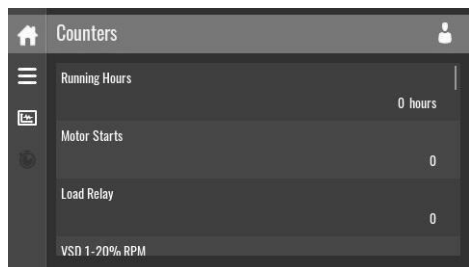 Counters
Running Hours
0 hours
Motor Starts
0
Load Relay
0
VSD 1-20% RPM